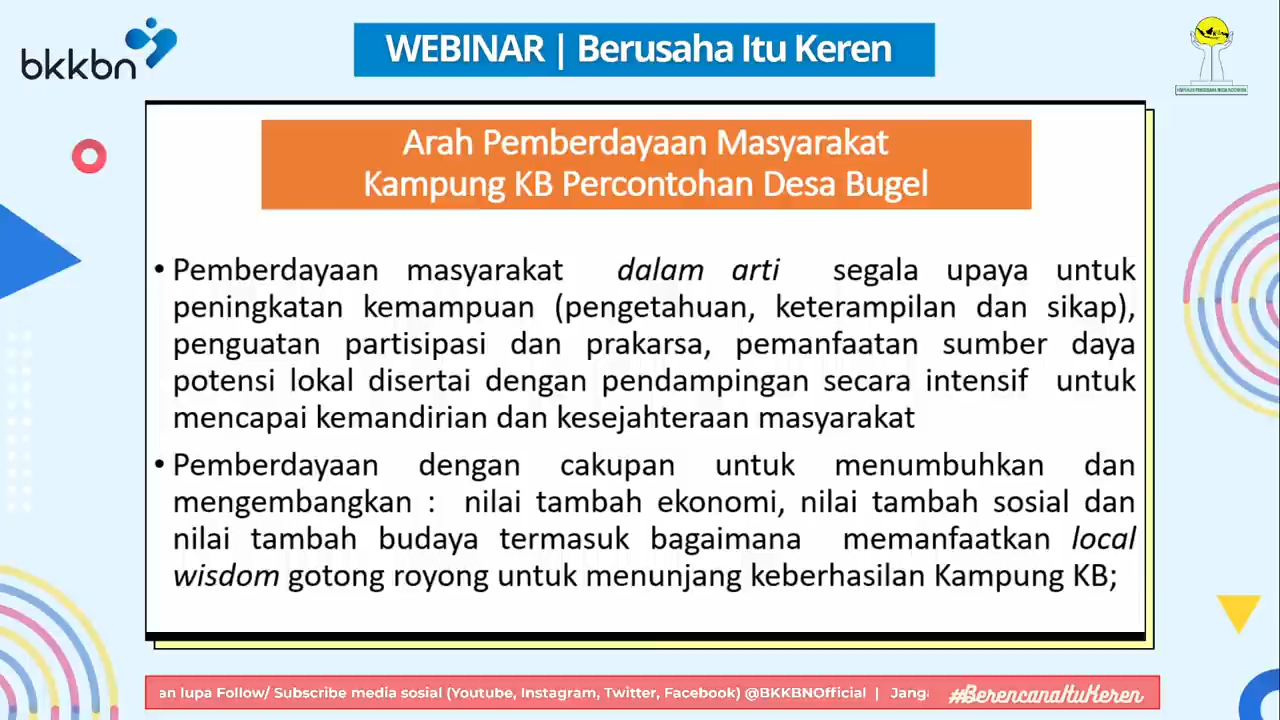 bkkbn
WEBINAR | Berusaha Itu Keren
Arah Pemberdayaan Masyarakat
Kampung KB Percontohan Desa Bugel
• Pemberdayaan masyarakat dalam arti segala upaya untuk
peningkatan kemampuan (pengetahuan, keterampilan dan sikap),
penguatan partisipasi dan prakarsa, pemanfaatan sumber daya
potensi lokal disertai dengan pendampingan secara intensif untuk
mencapai kemandirian dan kesejahteraan masyarakat
• Pemberdayaan dengan cakupan untuk menumbuhkan dan
mengembangkan : nilai tambah ekonomi, nilai tambah sosial dan
nilai tambah budaya termasuk bagaimana memanfaatkan local
wisdom gotong royong untuk menunjang keberhasilan Kampung KB;
an lupa Follow/ Subscribe media sosial (Youtube, Instagram, Twitter, Facebook) @BKKBNOfficial | Janga
#BerencanaItuKeren